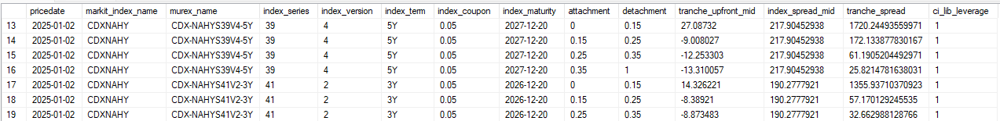 pricedate markit_index_name murex_name index_series index_version index_term index_coupon index_maturity attachment detachment tranche_upfront_mid index_spread_mid tranche_spread ci_lib_leverage
13 2025-01-02 CDXNAHY CDX-NAHYS39V4-5Y 39 4 5Y 0.05 2027-12-20 0 0.15 27.08732 217.90452938 1720.24493559971 1
14 2025-01-02 CDXNAHY CDX-NAHYS39V4-5Y 39 4 5Y 0.05 2027-12-20 0.15 0.25 -9.008027 217.90452938 172.133877830167 1
15 2025-01-02 CDXNAHY CDX-NAHYS39V4-5Y 39 4 5Y 0.05 2027-12-20 0.25 0.35 -12.253303 217.90452938 61.1905204492971 1
16 2025-01-02 CDXNAHY CDX-NAHYS39V4-5Y 39 4 5Y 0.05 2027-12-20 0.35 1 -13.310057 217.90452938 25.8214781638031 1
17 2025-01-02 CDXNAHY CDX-NAHYS41V2-3Y 41 2 3Y 0.05 2026-12-20 0 0.15 14.326221 190.2777921 1355.93710370923 1
18 2025-01-02 CDXNAHY CDX-NAHYS41V2-3Y 41 2 3Y 0.05 2026-12-20 0.15 0.25 -8.38921 190.2777921 57.170129245535 1
19 2025-01-02 CDXNAHY CDX-NAHYS41V2-3Y 41 2 3Y 0.05 2026-12-20 0.25 0.35 -8.873483 190.2777921 32.662988128766 1